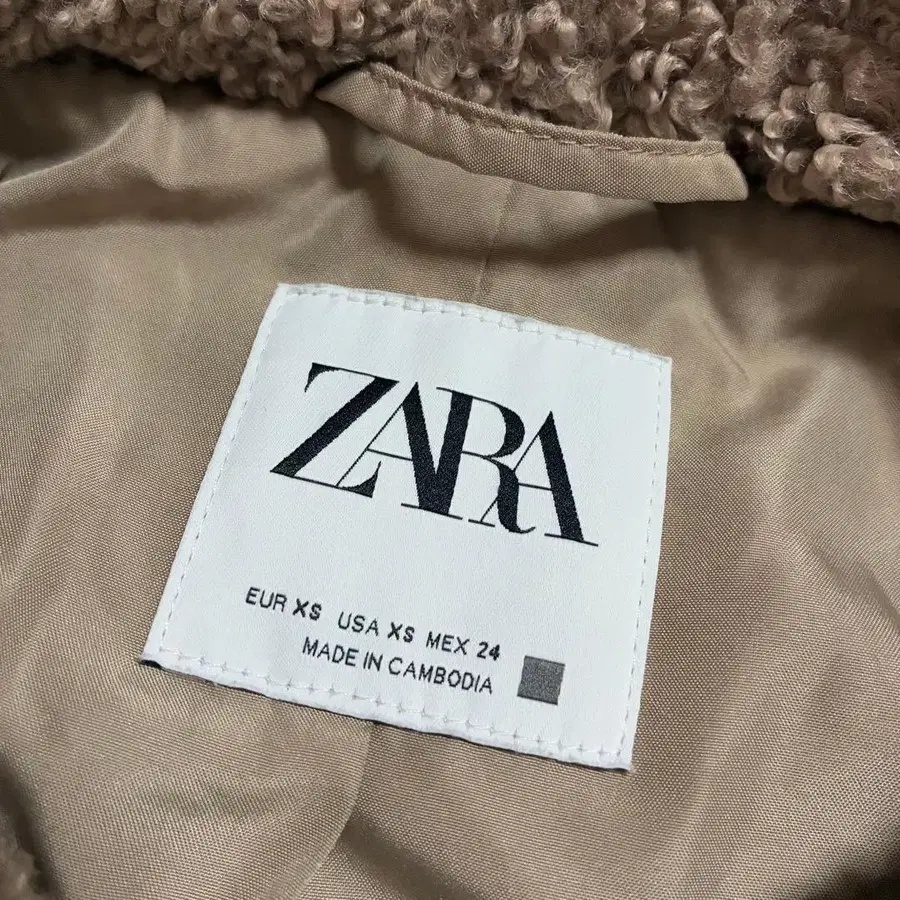 ZARA
EUR XS USA XS MEX 24
MADE IN CAMBODIA